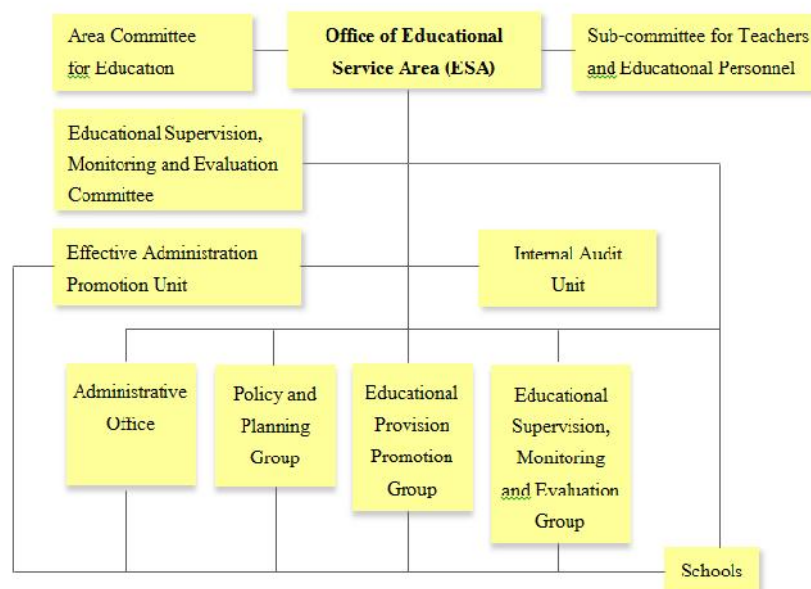 Area Committee
for Education
Office of Educational
Service Area (ESA)
Sub-committee for Teachers
and Educational Personnel
Educational Supervision,
Monitoring and Evaluation
Committee
Effective Administration
Promotion Unit
Internal Audit
Unit
Administrative
Office
Policy and
Planning
Group
Educational
Provision
Promotion
Group
Educational
Supervision,
Monitoring
and Evaluation
Group
Schools